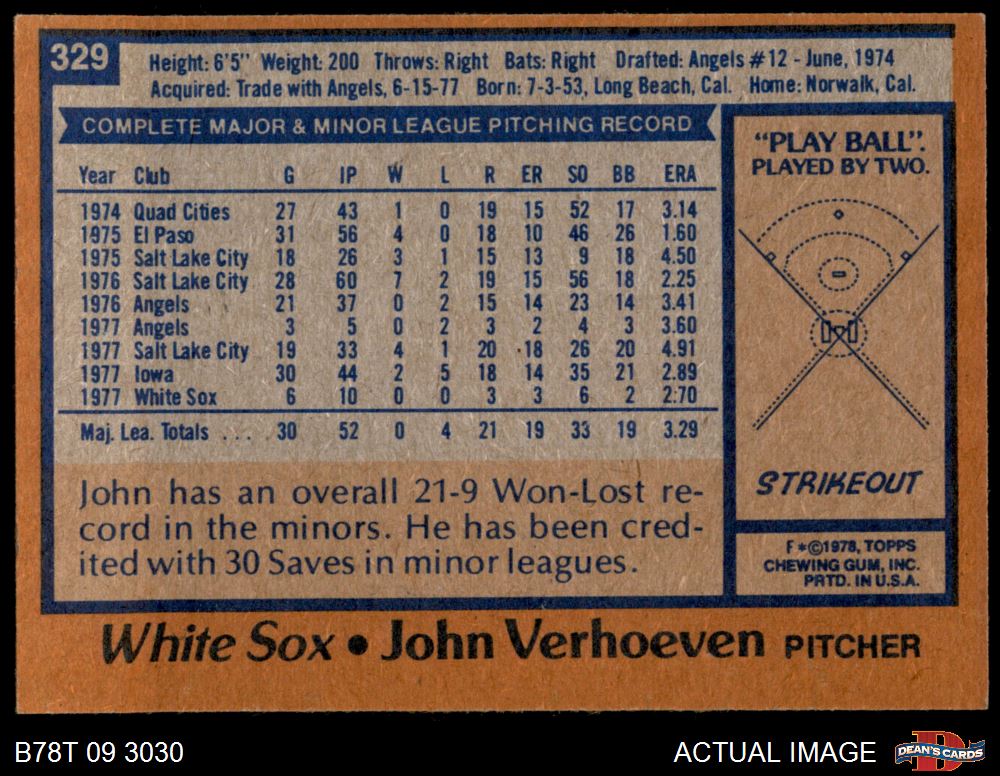 329
Height: 6'5" Weight: 200 Throws: Right Bats: Right Drafted: Angels #12 - June, 1974
Acquired: Trade with Angels, 6-15-77 Born: 7-3-53, Long Beach, Cal. Home: Norwalk, Cal.
COMPLETE MAJOR & MINOR LEAGUE PITCHING RECORD
Year Club G IP W L R ER SO BB ERA
1974 Quad Cities 27 43 1 0 19 15 52 17 3.14
1975 El Paso 31 56 4 0 18 10 46 26 1.60
1975 Salt Lake City 18 26 3 1 15 13 9 18 4.50
1976 Salt Lake City 28 60 7 2 19 15 56 18 2.25
1976 Angels 21 37 0 2 15 14 23 14 3.41
1977 Angels 3 5 0 2 3 2 4 3 3.60
1977 Salt Lake City 19 33 4 1 20 18 26 20 4.91
1977 Iowa 30 44 2 5 18 14 35 21 2.89
1977 White Sox 6 10 0 0 3 3 6 2 2.70
Maj. Lea. Totals ... 30 52 0 4 21 19 33 19 3.29
John has an overall 21-9 Won-Lost re-
cord in the minors. He has been cred-
ited with 30 Saves in minor leagues.
"PLAY BALL".
PLAYED BY TWO.
STRIKEOUT
F*©1978, TOPPS
CHEWING GUM, INC.
PRTD. IN U.S.A.
White Sox • John Verhoeven PITCHER
B78T 09 3030
ACTUAL IMAGE
D
DEAN'S CARDS